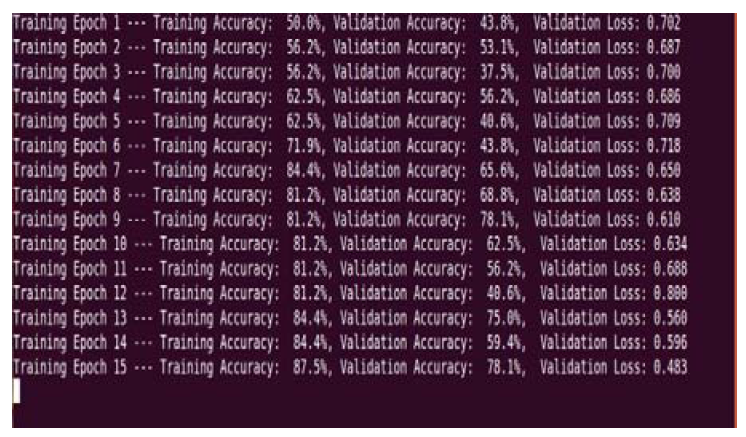 Training Epoch 1 --- Training Accuracy: 50.0%, Validation Accuracy: 43.8%, Validation Loss: 0.702
Training Epoch 2 --- Training Accuracy: 56.2%, Validation Accuracy: 53.1%, Validation Loss: 0.687
Training Epoch 3 --- Training Accuracy: 56.2%, Validation Accuracy: 37.5%, Validation Loss: 0.700
Training Epoch 4 --- Training Accuracy: 62.5%, Validation Accuracy: 56.2%, Validation Loss: 0.686
Training Epoch 5 --- Training Accuracy: 62.5%, Validation Accuracy: 40.6%, Validation Loss: 0.709
Training Epoch 6 --- Training Accuracy: 71.9%, Validation Accuracy: 43.8%, Validation Loss: 0.718
Training Epoch 7 --- Training Accuracy: 84.4%, Validation Accuracy: 65.6%, Validation Loss: 0.650
Training Epoch 8 --- Training Accuracy: 81.2%, Validation Accuracy: 68.8%, Validation Loss: 0.638
Training Epoch 9 --- Training Accuracy: 81.2%, Validation Accuracy: 78.1%, Validation Loss: 0.610
Training Epoch 10 --- Training Accuracy: 81.2%, Validation Accuracy: 62.5%, Validation Loss: 0.634
Training Epoch 11 --- Training Accuracy: 81.2%, Validation Accuracy: 56.2%, Validation Loss: 0.688
Training Epoch 12 --- Training Accuracy: 81.2%, Validation Accuracy: 40.6%, Validation Loss: 0.800
Training Epoch 13 --- Training Accuracy: 84.4%, Validation Accuracy: 75.0%, Validation Loss: 0.560
Training Epoch 14 --- Training Accuracy: 84.4%, Validation Accuracy: 59.4%, Validation Loss: 0.596
Training Epoch 15 --- Training Accuracy: 87.5%, Validation Accuracy: 78.1%, Validation Loss: 0.483